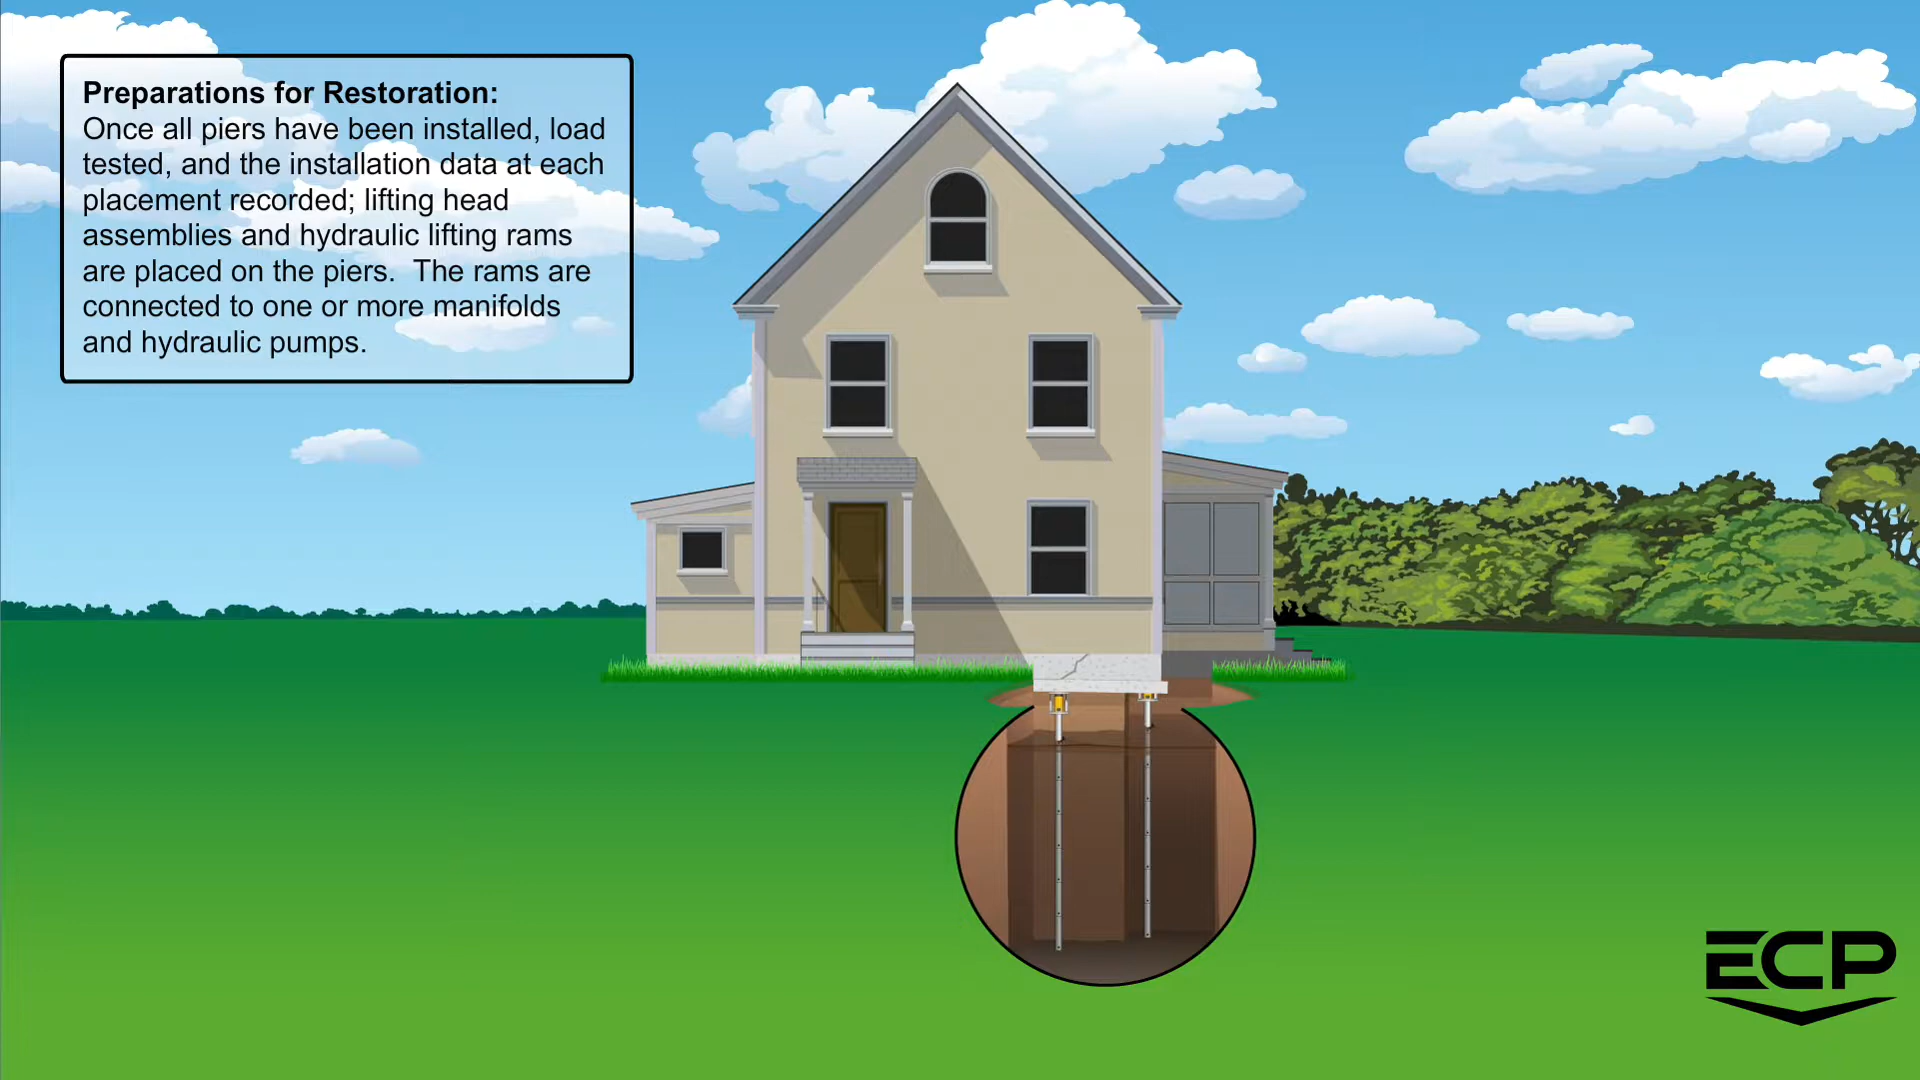 Preparations for Restoration:
Once all piers have been installed, load
tested, and the installation data at each
placement recorded; lifting head
assemblies and hydraulic lifting rams
are placed on the piers.  The rams are
connected to one or more manifolds
and hydraulic pumps.
ECP